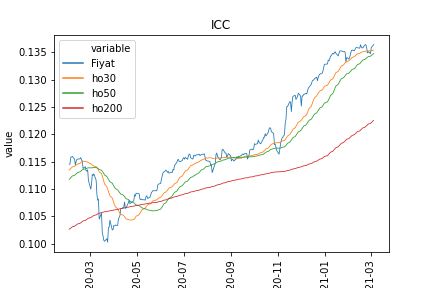 ICC
variable
Fiyat
ho30
ho50
ho200
value
0.135
0.130
0.125
0.120
0.115
0.110
0.105
0.100
20-03
20-05
20-07
20-09
20-11
21-01
21-03